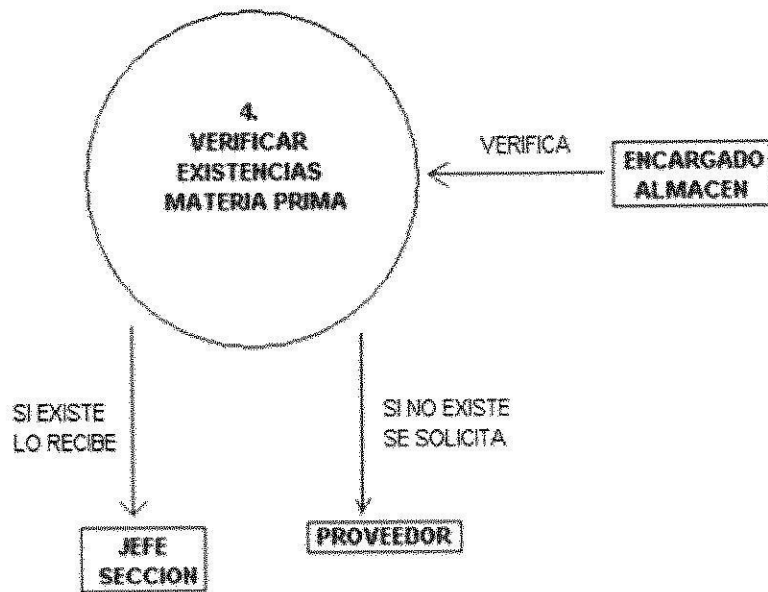 4.
VERIFICAR
EXISTENCIAS
MATERIA PRIMA
VERIFICA
ENCARGADO
ALMACEN
SI EXISTE
LO RECIBE
SI NO EXISTE
SE SOLICITA
JEFE
SECCION
PROVEEDOR